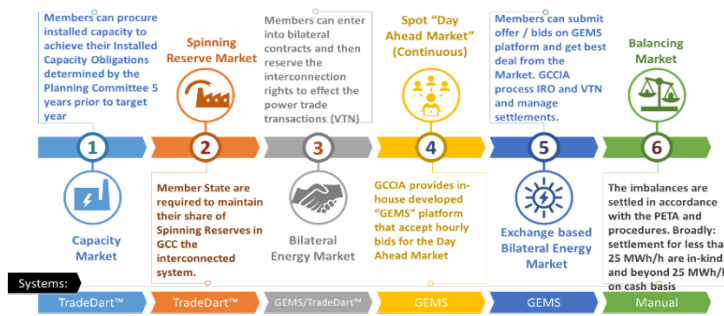 Members can procure
installed capacity to
achieve their Installed
Capacity Obligations
determined by the
Planning Committee 5
years prior to target
year
1
Capacity
Market
Spinning
Reserve Market
2
Member State are
required to maintain
their share of
Spinning Reserves in
GCC the
interconnected
system.
Members can enter
into bilateral
contracts and then
reserve the
interconnection
rights to effect the
power trade
transactions (VTN)
3
Bilateral
Energy Market
Spot “Day
Ahead Market”
(Continuous)
4
GCCIA provides in-
house developed
“GEMS” platform
that accept hourly
bids for the Day
Ahead Market
Members can submit
offer / bids on GEMS
platform and get best
deal from the
Market. GCCIA
process IRO and VTN
and manage
settlements.
5
Exchange based
Bilateral Energy
Market
Balancing
Market
6
The imbalances are
settled in accordance
with the PETA and
procedures. Broadly:
settlement for less tha
25 MWh/h are in-kind
and beyond 25 MWh/h
on cash basis
Systems:
TradeDart™
TradeDart™
GEMS/TradeDart™
GEMS
GEMS
Manual